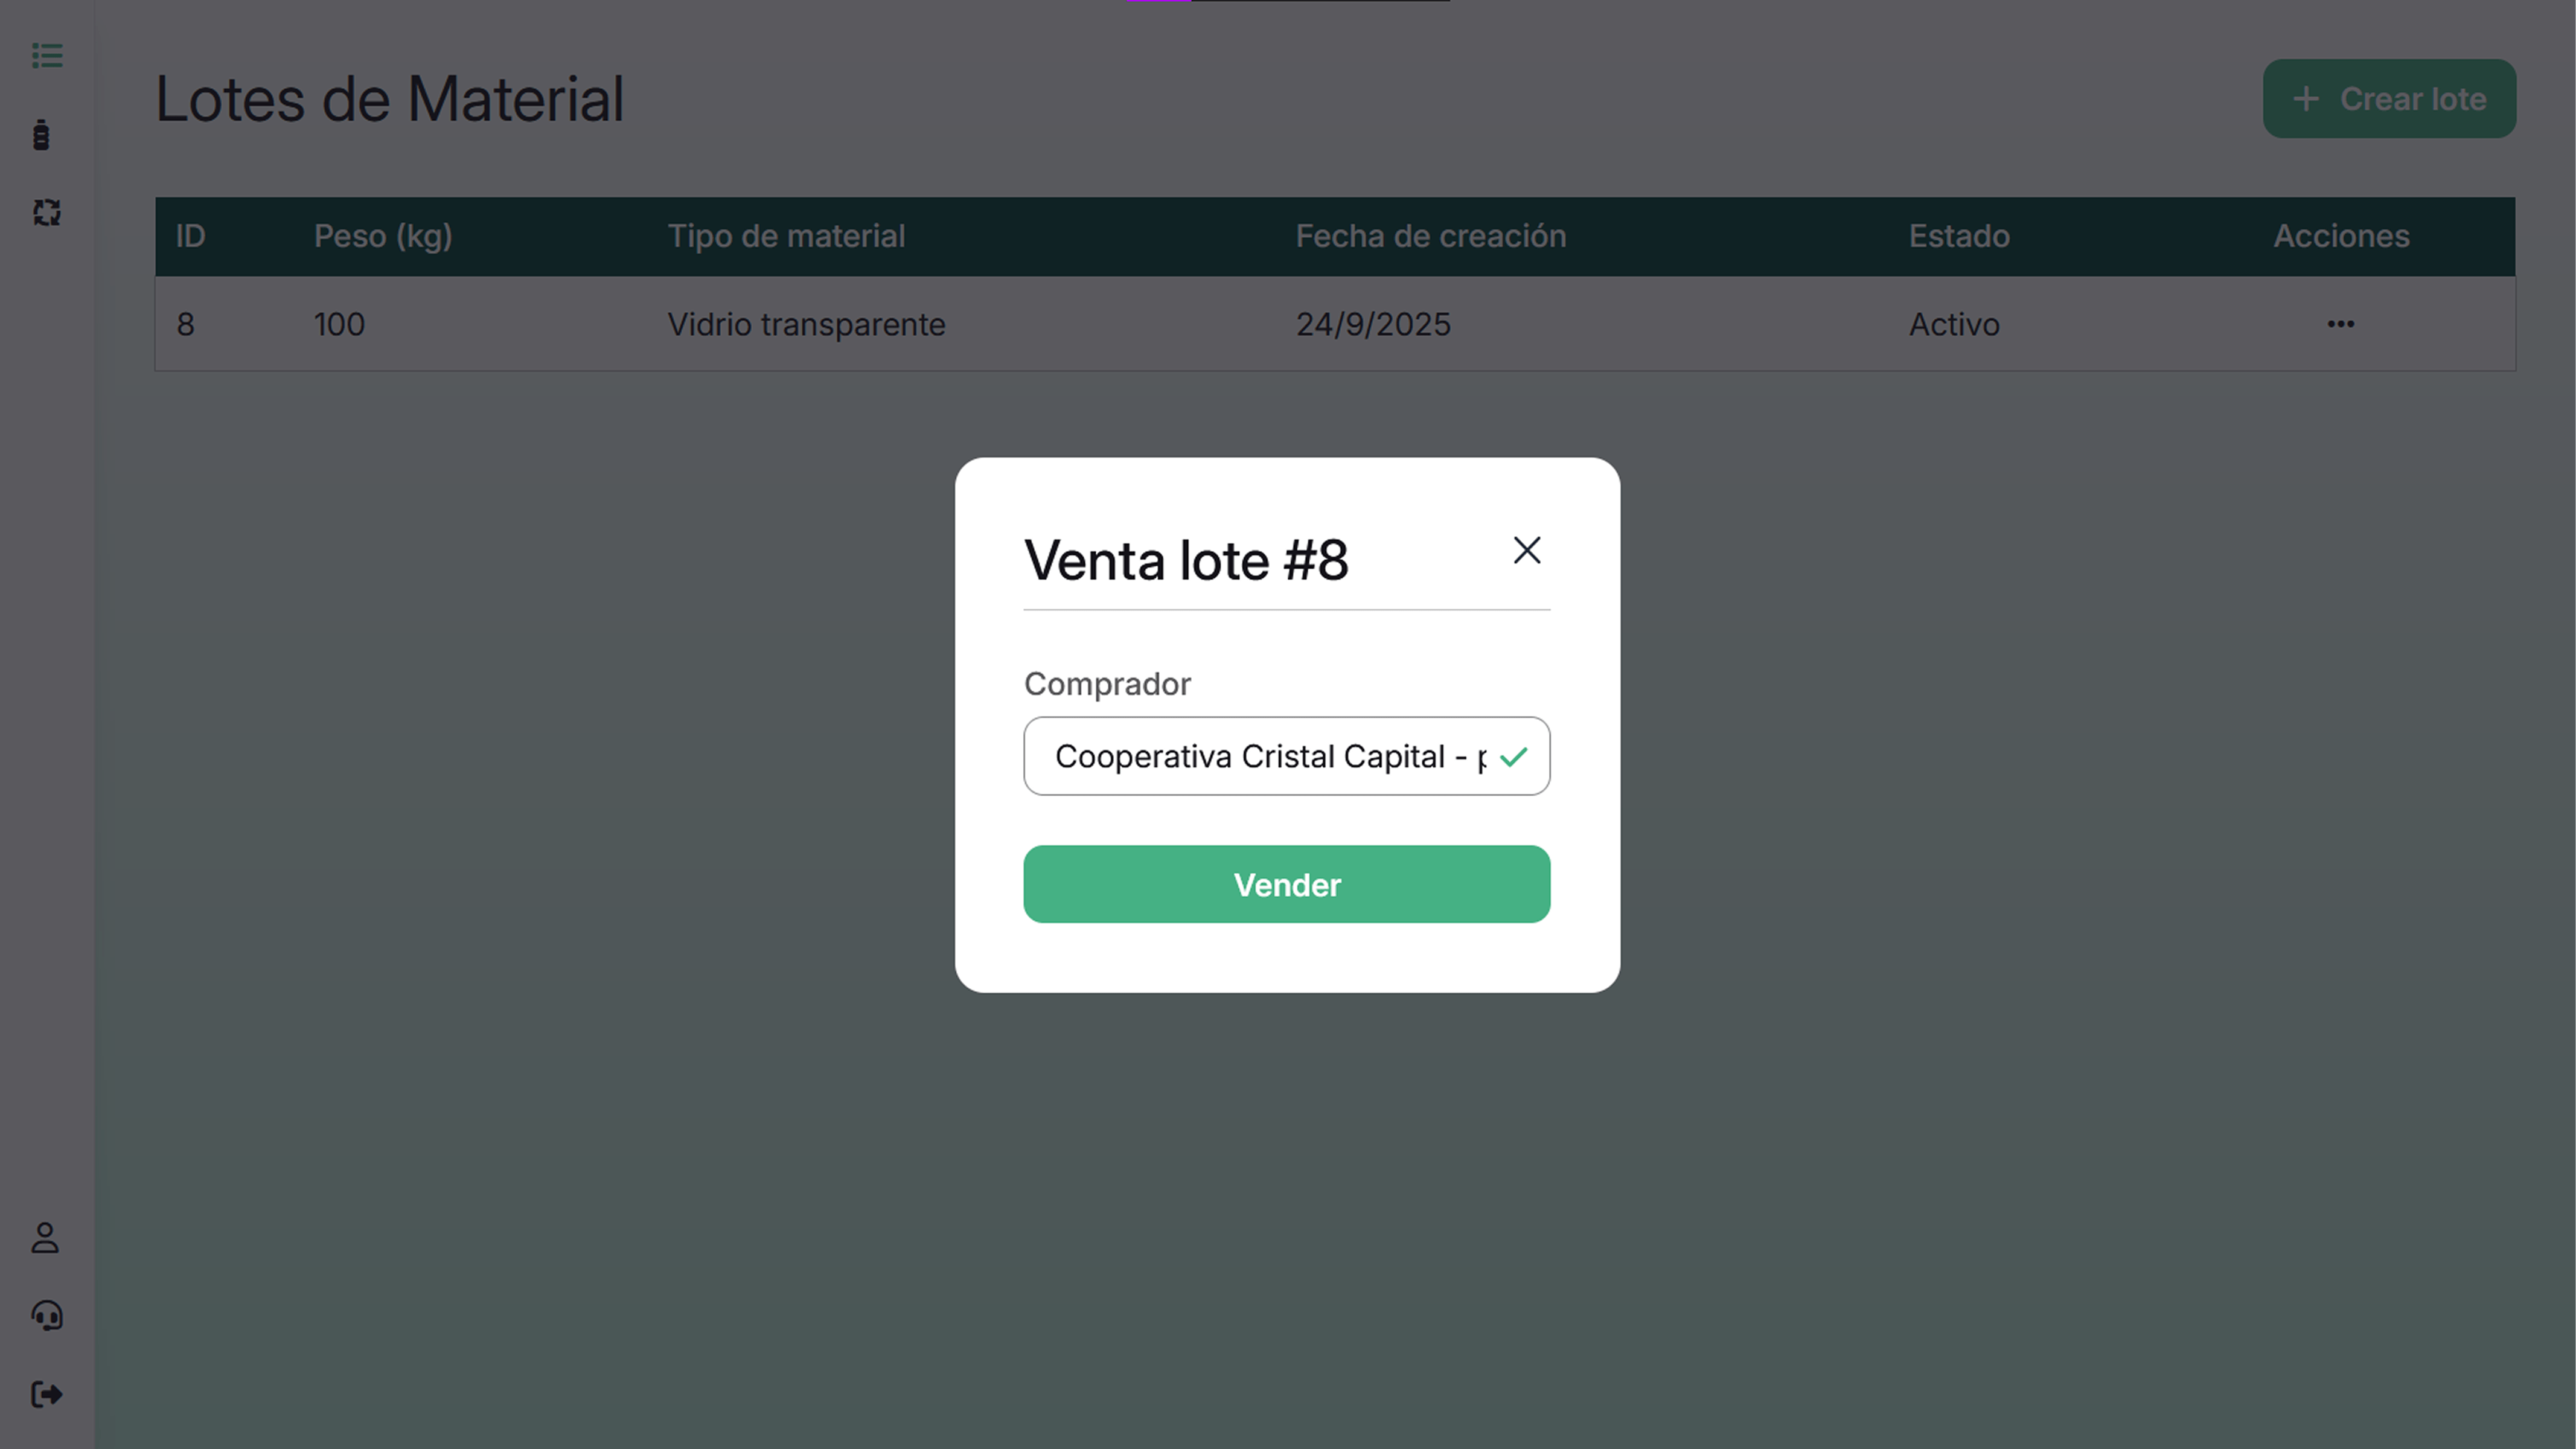 Lotes de Material
+ Crear lote
ID Peso (kg) Tipo de material Fecha de creación Estado Acciones
8 100 Vidrio transparente 24/9/2025 Activo •••
Venta lote #8
Comprador
Cooperativa Cristal Capital -
Vender